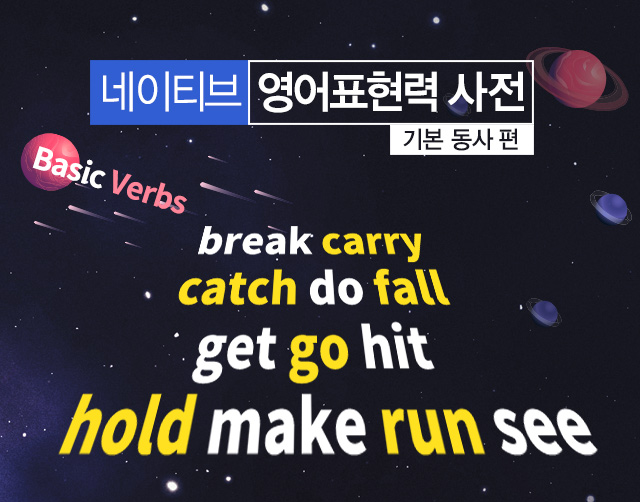 네이티브 영어표현력 사전
기본 동사 편
Basic Verbs
break carry
catch do fall
get go hit
hold make run see